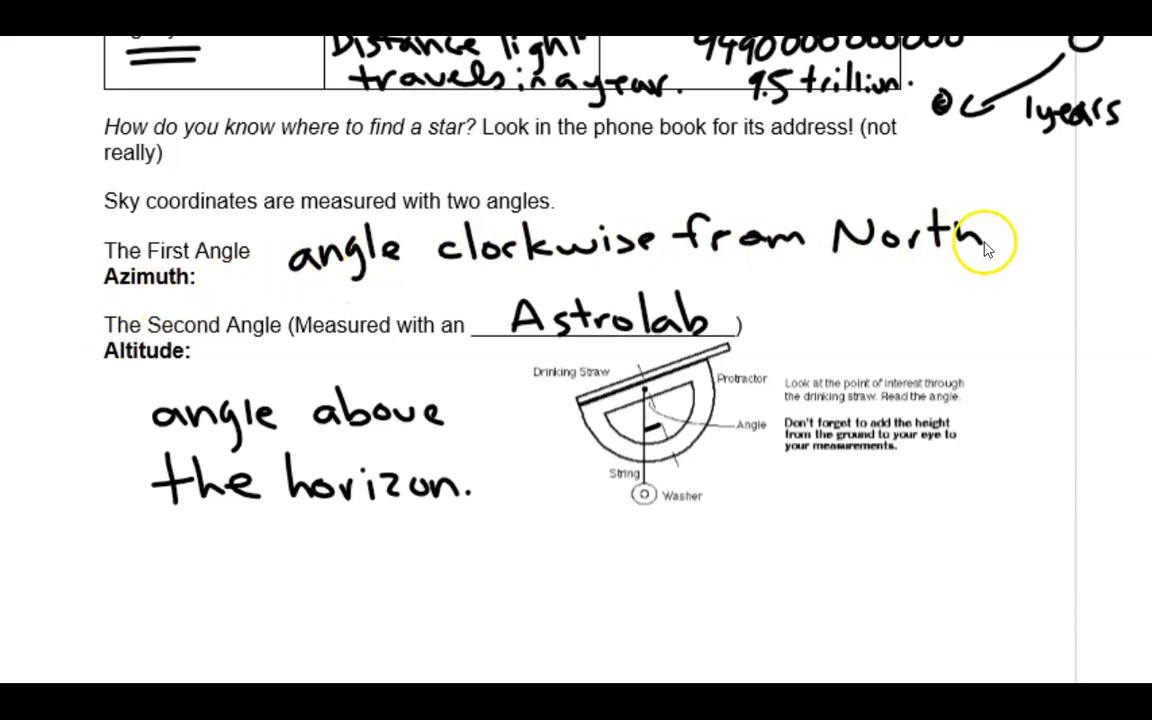 Distance light 9490000000000
travels in a year. 9.5 trillion.
1years
How do you know where to find a star? Look in the phone book for its address! (not
really)
Sky coordinates are measured with two angles.
The First Angle angle clockwise from North
Azimuth:
The Second Angle (Measured with an Astrolab)
Altitude:
angle above
the horizon.
Drinking Straw
Protractor
Angle
String
Washer
Look at the point of interest through
the drinking straw. Read the angle.
Don't forget to add the height
from the ground to your eye to
your measurements.